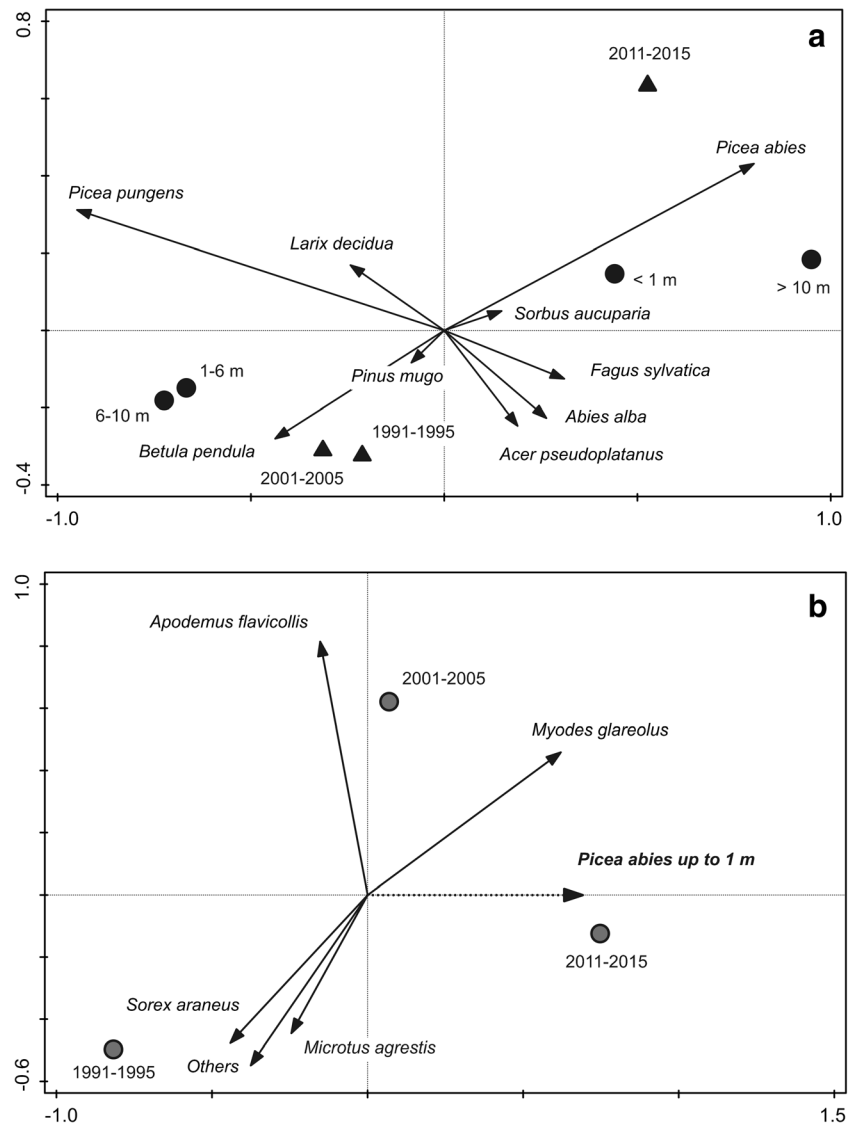 0.8
a
2011-2015
Picea abies
Picea pungens
Larix decidua
< 1 m
> 10 m
Sorbus aucuparia
1-6 m
Pinus mugo
Fagus sylvatica
6-10 m
Abies alba
1991-1995
Betula pendula
Acer pseudoplatanus
2001-2005
-0.4
-1.0
1.0
1.0
b
Apodemus flavicollis
2001-2005
Myodes glareolus
Picea abies up to 1 m
2011-2015
Sorex araneus
Microtus agrestis
Others
1991-1995
-0.6
-1.0
1.5